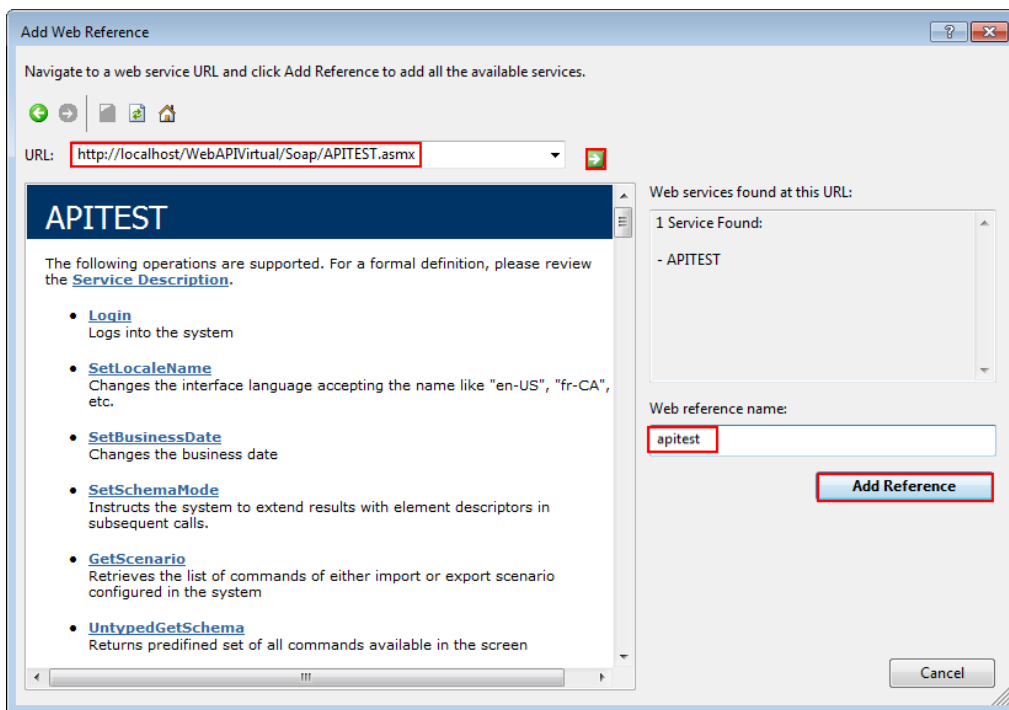 Add Web Reference
Navigate to a web service URL and click Add Reference to add all the available services.
URL:
http://localhost/WebAPIVirtual/Soap/APITEST.asmx
APITEST
The following operations are supported. For a formal definition, please review
the Service Description.
Login
Logs into the system
SetLocaleName
Changes the interface language accepting the name like "en-US", "fr-CA",
etc.
SetBusinessDate
Changes the business date
SetSchemaMode
Instructs the system to extend results with element descriptors in
subsequent calls.
GetScenario
Retrieves the list of commands of either import or export scenario
configured in the system
UntypedGetSchema
Returns predifined set of all commands available in the screen
Web services found at this URL:
1 Service Found:
- APITEST
Web reference name:
apitest
Add Reference
Cancel